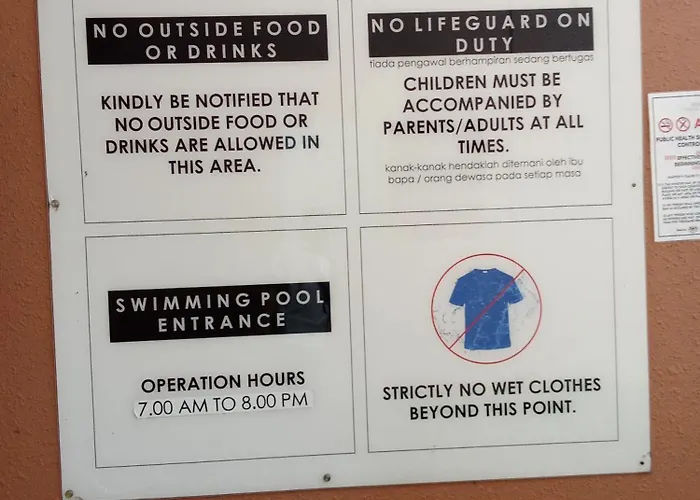 NO OUTSIDE FOOD
OR DRINKS
KINDLY BE NOTIFIED THAT
NO OUTSIDE FOOD OR
DRINKS ARE ALLOWED IN
THIS AREA.
NO LIFEGUARD ON
DUTY
tiada pengawal berhampiran sedang bertugas
CHILDREN MUST BE
ACCOMPANIED BY
PARENTS/ADULTS AT ALL
TIMES.
kanak-kanak hendaklah ditemani oleh ibu
bapa / orang dewasa pada setiap masa
SWIMMING POOL
ENTRANCE
OPERATION HOURS
7.00 AM TO 8.00 PM
STRICTLY NO WET CLOTHES
BEYOND THIS POINT.
PUBLIC HEALTH